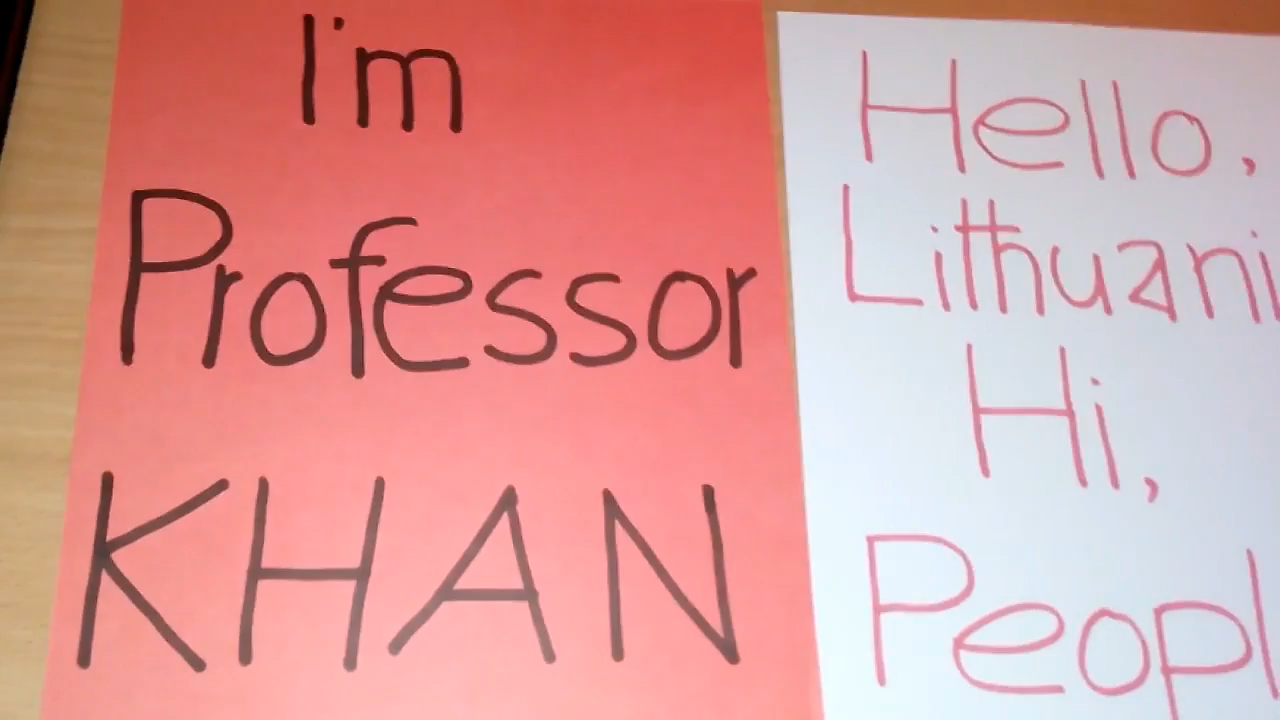 I'm
Professor
KHAN
Hello,
Lithuani
Hi,
Peopl